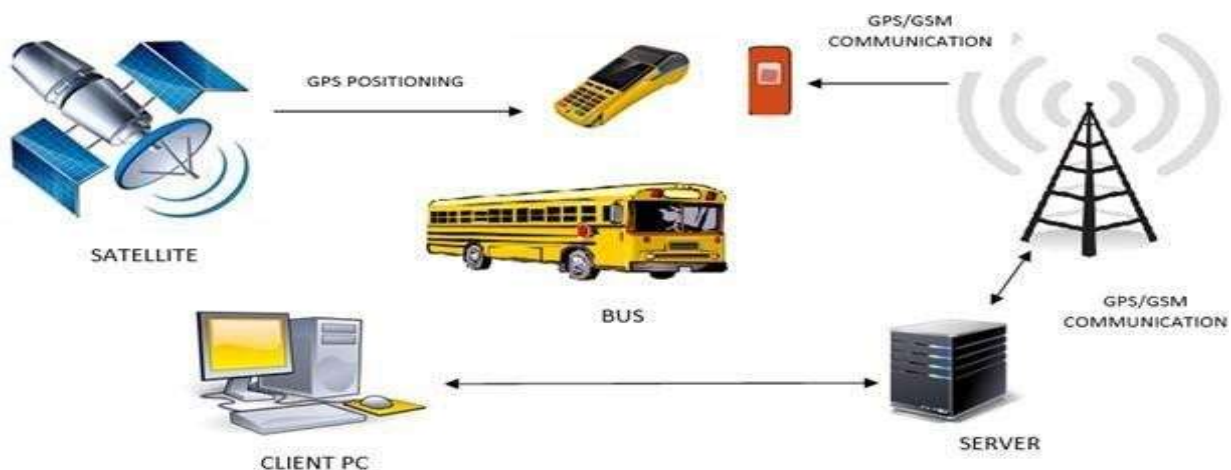 GPS/GSM
COMMUNICATION
GPS POSITIONING
SATELLITE
BUS
GPS/GSM
COMMUNICATION
SERVER
CLIENT PC